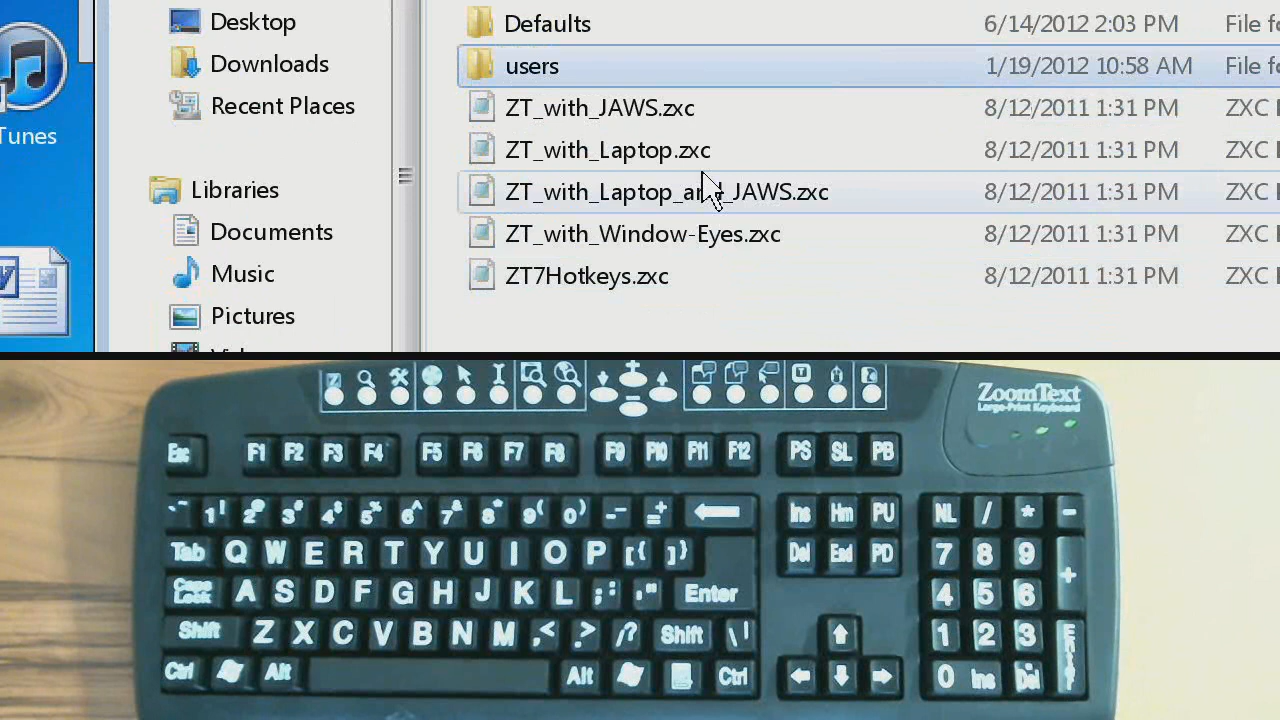 Desktop
Defaults 6/14/2012 2:03 PM File fo
Downloads
users 1/19/2012 10:58 AM File fo
Recent Places
ZT_with_JAWS.zxc 8/12/2011 1:31 PM ZXC
Tunes
ZT_with_Laptop.zxc 8/12/2011 1:31 PM ZXC
Libraries
ZT_with_Laptop_and_JAWS.zxc 8/12/2011 1:31 PM ZXC
Documents
ZT_with_Window-Eyes.zxc 8/12/2011 1:31 PM ZXC
Music
ZT7Hotkeys.zxc 8/12/2011 1:31 PM ZXC
Pictures
ZoomText
Large-Print Keyboard
Esc F1 F2 F3 F4 F5 F6 F7 F8 F9 F10 F11 F12 PS SL PB
1! 2@ 3# 4$ 5% 6^ 7& 8* 9( 0) -_ =+ Ins Hm PU NL / * -
Tab Q W E R T Y U I O P [{ ]} Del End PD 7 8 9 +
Caps Lock A S D F G H J K L ;: '" Enter 4 5 6
Shift Z X C V B N M ,< .> /? Shift \| 1 2 3 Enter
Ctrl Alt Alt Ctrl 0 Ins Del